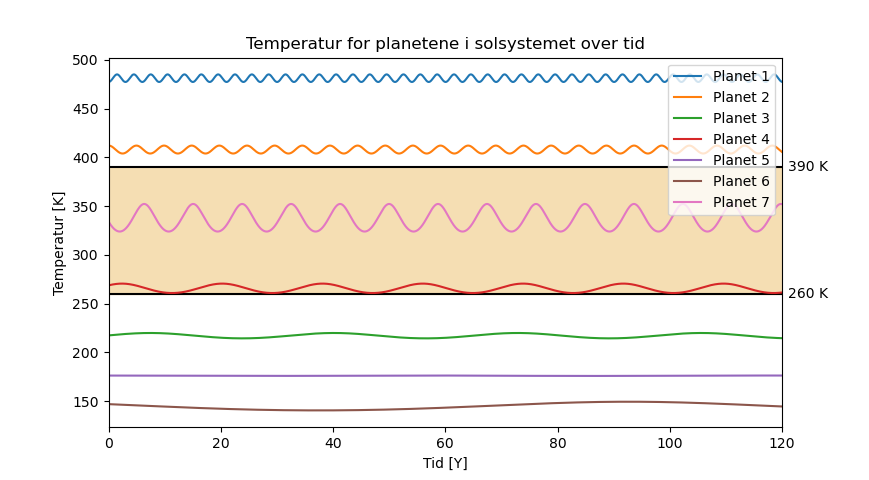 Temperatur for planetene i solsystemet over tid
Temperatur [K]
500
450
400
350
300
250
200
150
Planet 1
Planet 2
Planet 3
Planet 4
Planet 5
Planet 6
Planet 7
390 K
260 K
0 20 40 60 80 100 120
Tid [Y]